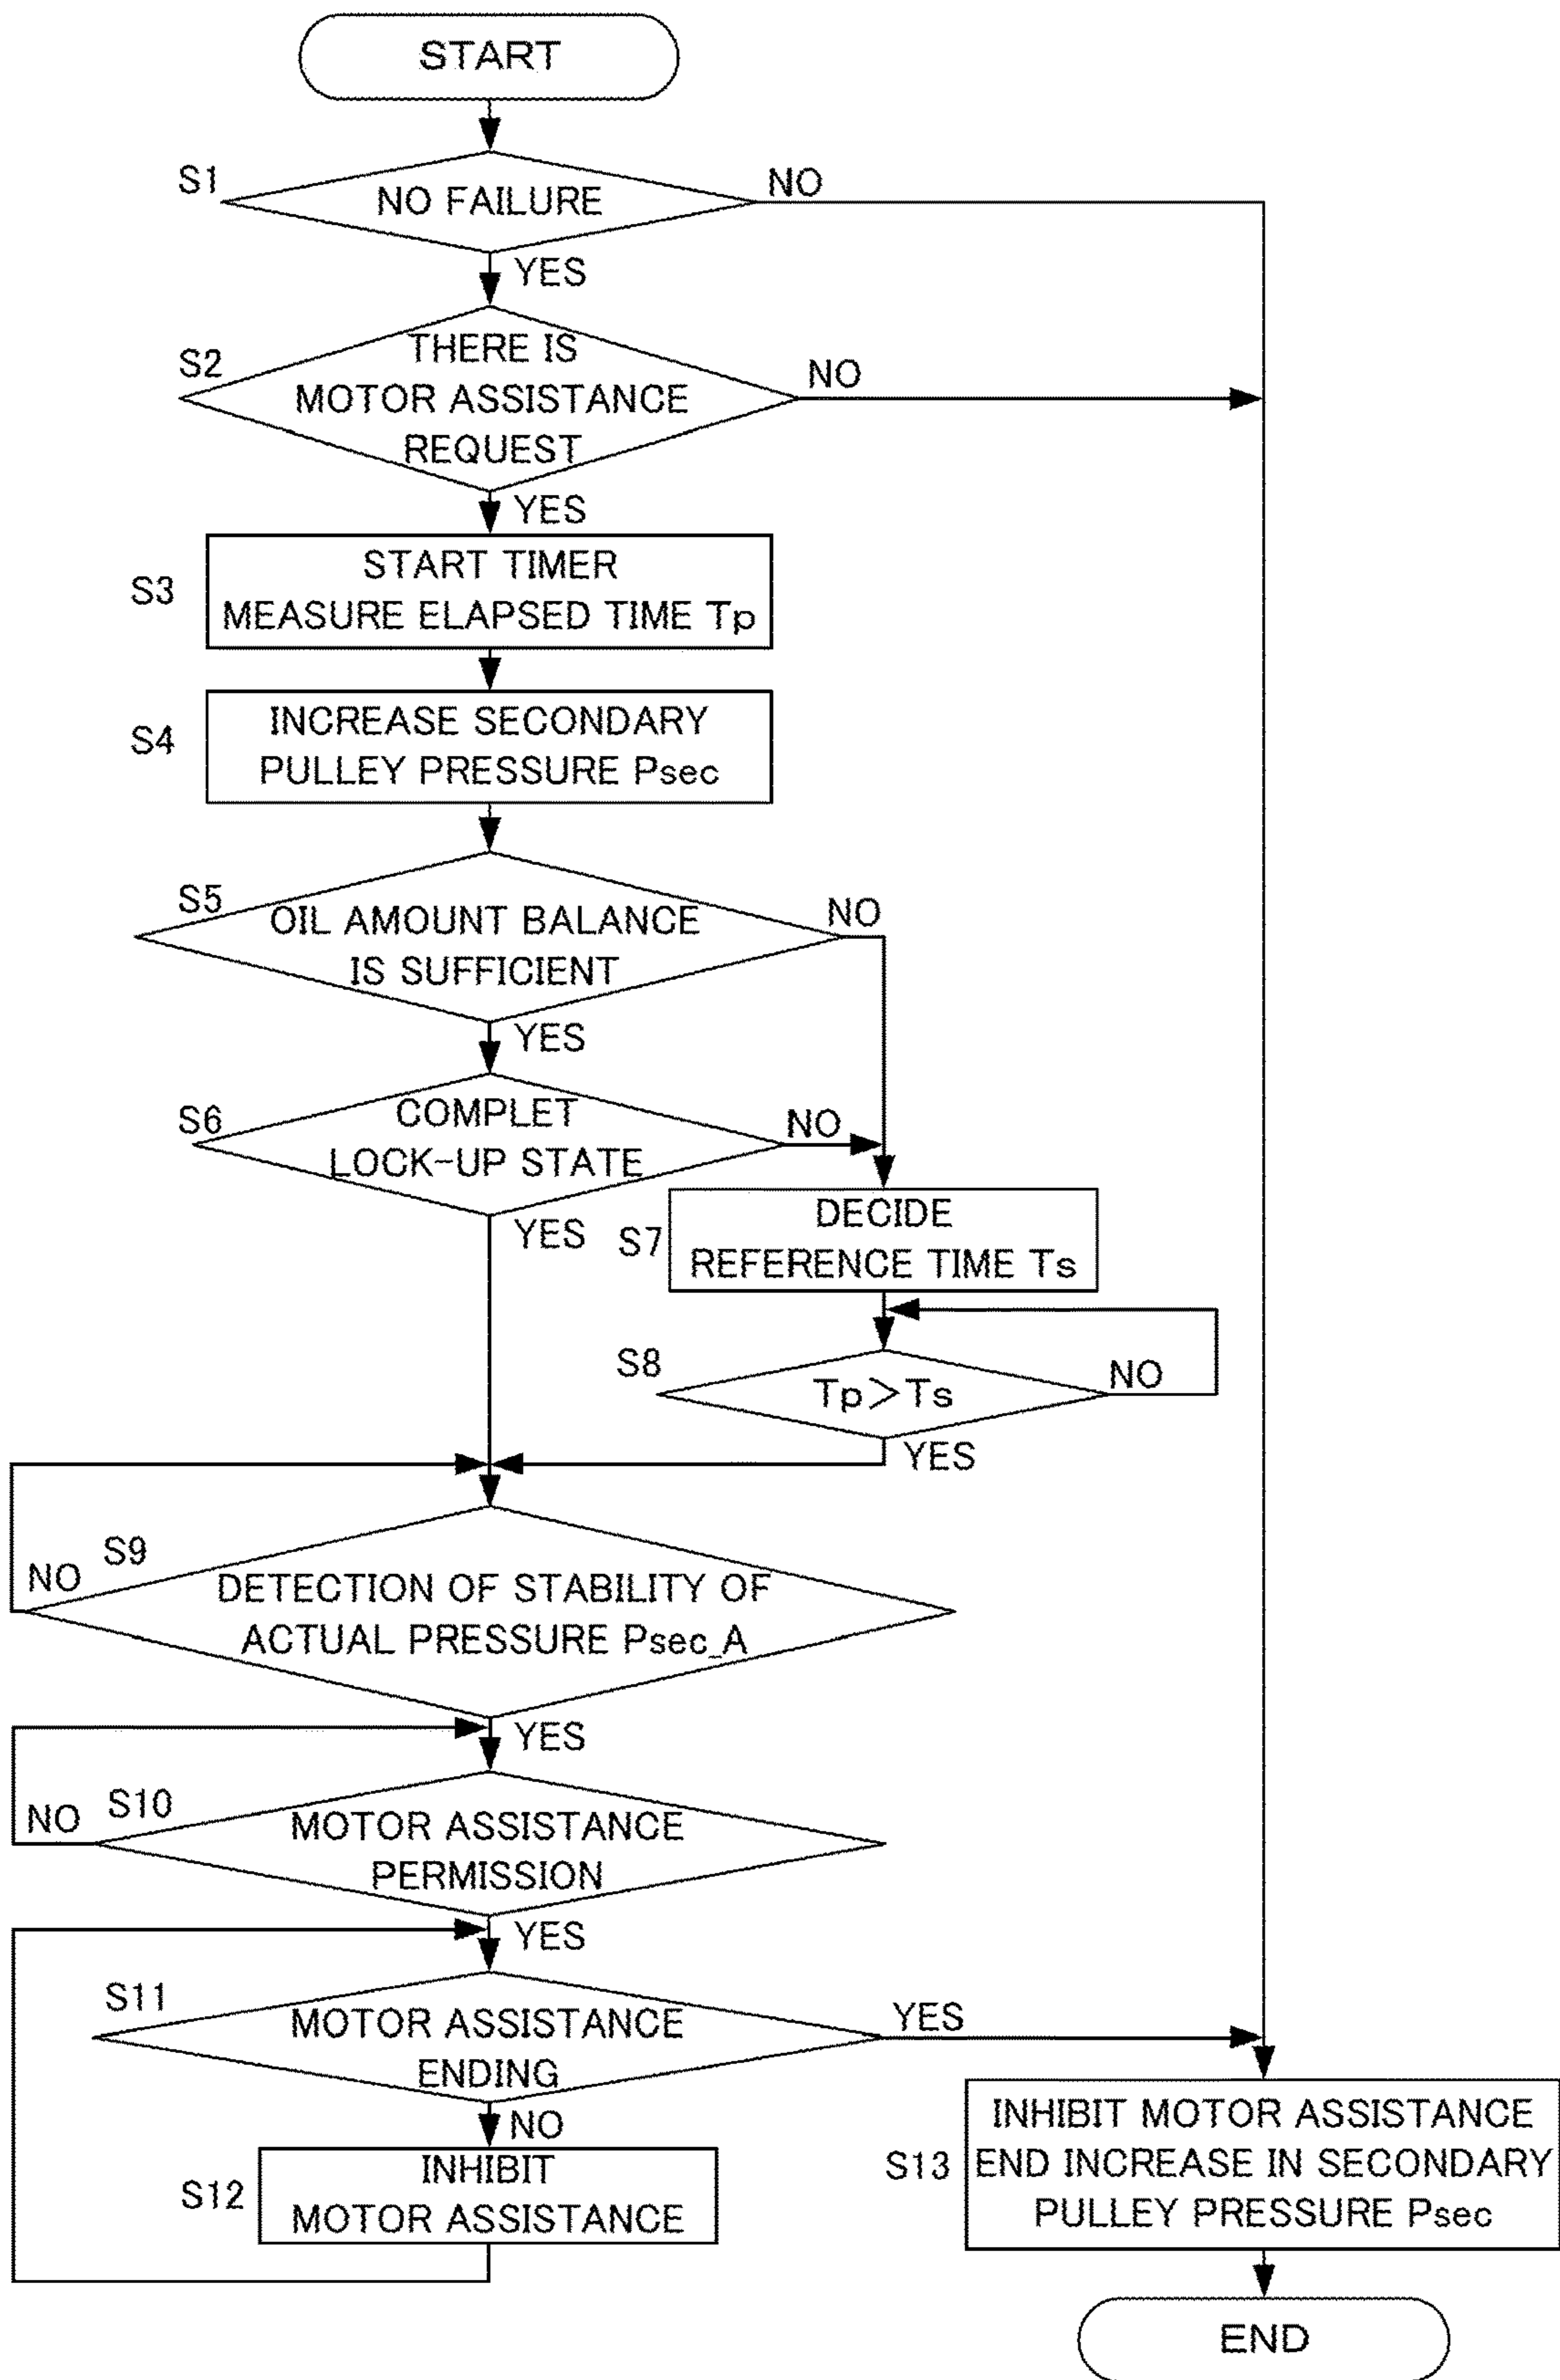 START
S1
NO FAILURE
NO
YES
S2
THERE IS
MOTOR ASSISTANCE
REQUEST
NO
YES
S3
START TIMER
MEASURE ELAPSED TIME Tp
S4
INCREASE SECONDARY
PULLEY PRESSURE Psec
S5
OIL AMOUNT BALANCE
IS SUFFICIENT
NO
YES
S6
COMPLET
LOCK-UP STATE
NO
YES
S7
DECIDE
REFERENCE TIME Ts
S8
Tp>Ts
NO
YES
S9
NO
DETECTION OF STABILITY OF
ACTUAL PRESSURE Psec_A
YES
S10
NO
MOTOR ASSISTANCE
PERMISSION
YES
S11
MOTOR ASSISTANCE
ENDING
YES
NO
S12
INHIBIT
MOTOR ASSISTANCE
S13
INHIBIT MOTOR ASSISTANCE
END INCREASE IN SECONDARY
PULLEY PRESSURE Psec
END